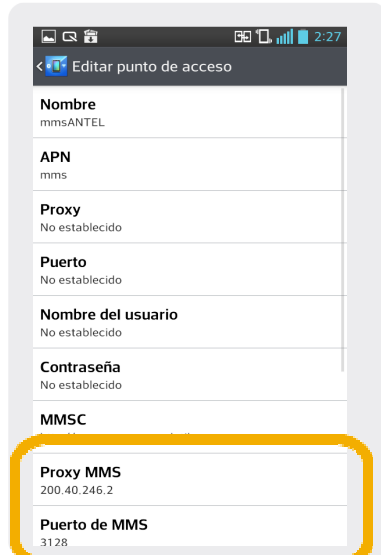 2:27
Editar punto de acceso
Nombre
mmsANTEL
APN
mms
Proxy
No establecido
Puerto
No establecido
Nombre del usuario
No establecido
Contraseña
No establecido
MMSC
Proxy MMS
200.40.246.2
Puerto de MMS
3128